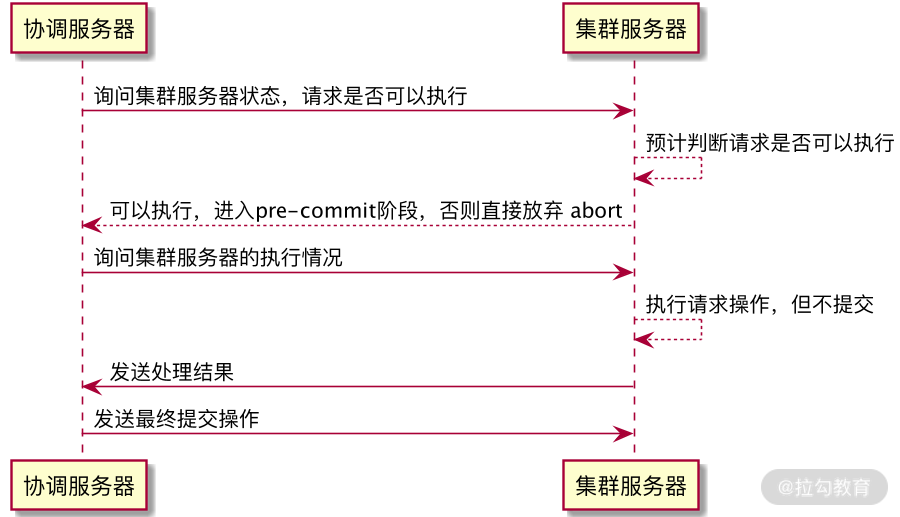 协调服务器
集群服务器
询问集群服务器状态，请求是否可以执行
预计判断请求是否可以执行
可以执行，进入pre-commit阶段，否则直接放弃 abort
询问集群服务器的执行情况
执行请求操作，但不提交
发送处理结果
发送最终提交操作
协调服务器
集群服务器
@拉勾教育